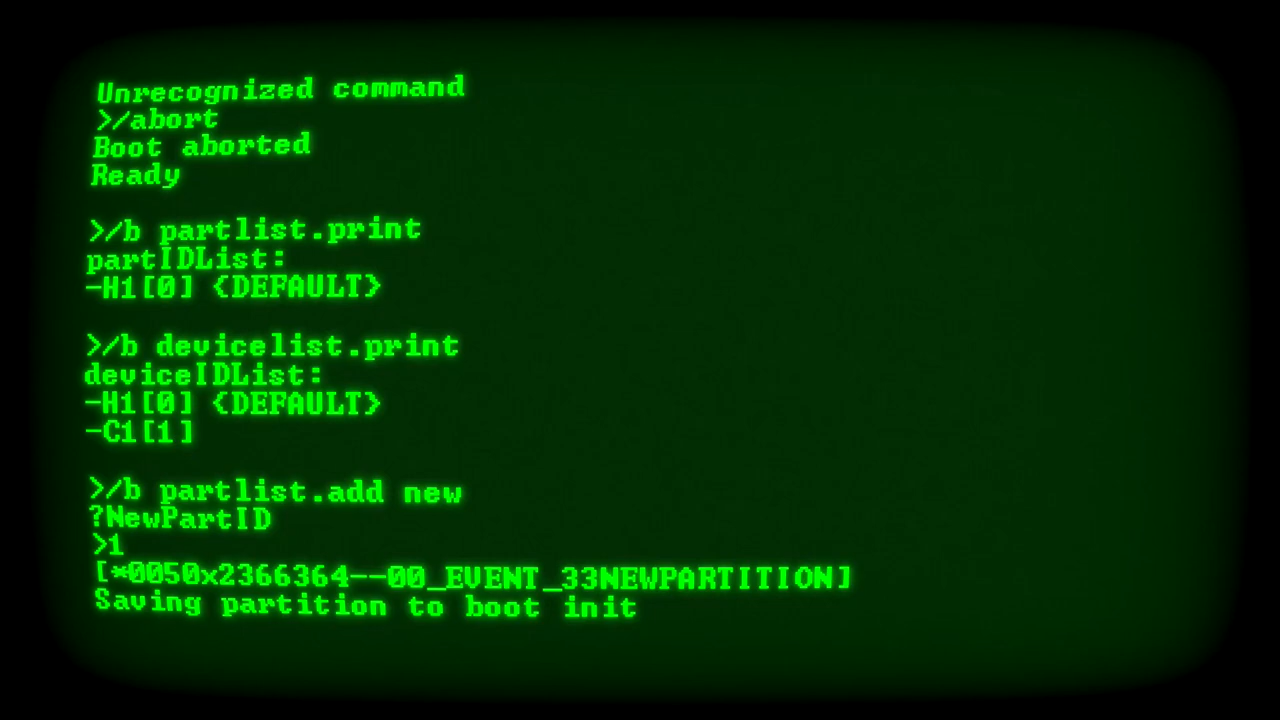 Unrecognized command
>/abort
Boot aborted
Ready
>/b partlist.print
partIDList:
-H1[0] {DEFAULT}
>/b devicelist.print
deviceIDList:
-H1[0] {DEFAULT}
-C1[1]
>/b partlist.add new
?NewPartID
>1
[*0050x2366364--00_EVENT_33NEWPARTITION]
Saving partition to boot init